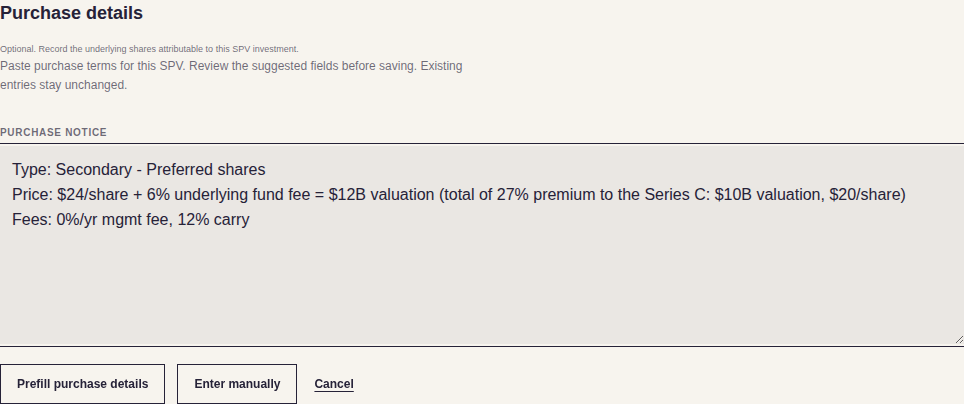 Purchase details
Optional. Record the underlying shares attributable to this SPV investment.
Paste purchase terms for this SPV. Review the suggested fields before saving. Existing
entries stay unchanged.
PURCHASE NOTICE
Type: Secondary - Preferred shares
Price: $24/share + 6% underlying fund fee = $12B valuation (total of 27% premium to the Series C: $10B valuation, $20/share)
Fees: 0%/yr mgmt fee, 12% carry
Prefill purchase details
Enter manually
Cancel